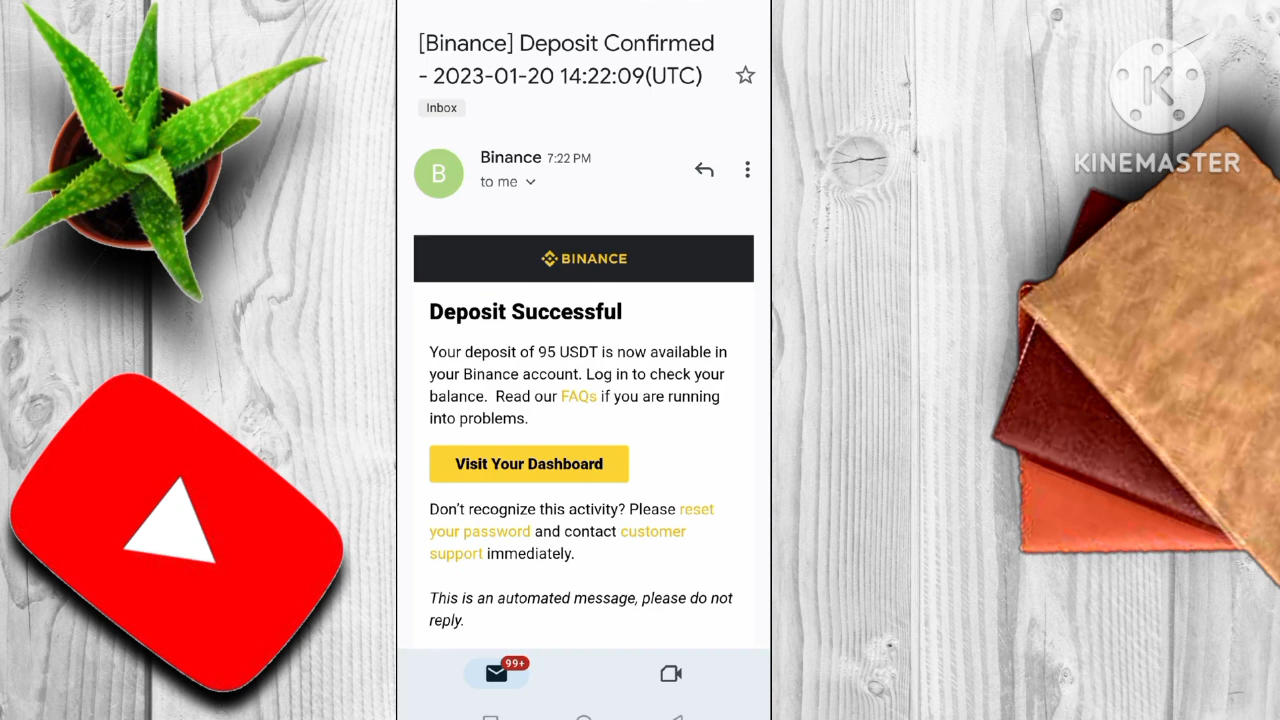 [Binance] Deposit Confirmed
- 2023-01-20 14:22:09(UTC)
Inbox
B
Binance 7:22 PM
to me
BINANCE
Deposit Successful
Your deposit of 95 USDT is now available in
your Binance account. Log in to check your
balance.  Read our FAQs if you are running
into problems.
Visit Your Dashboard
Don't recognize this activity? Please reset
your password and contact customer
support immediately.
This is an automated message, please do not
reply.
99+
K
KINEMASTER